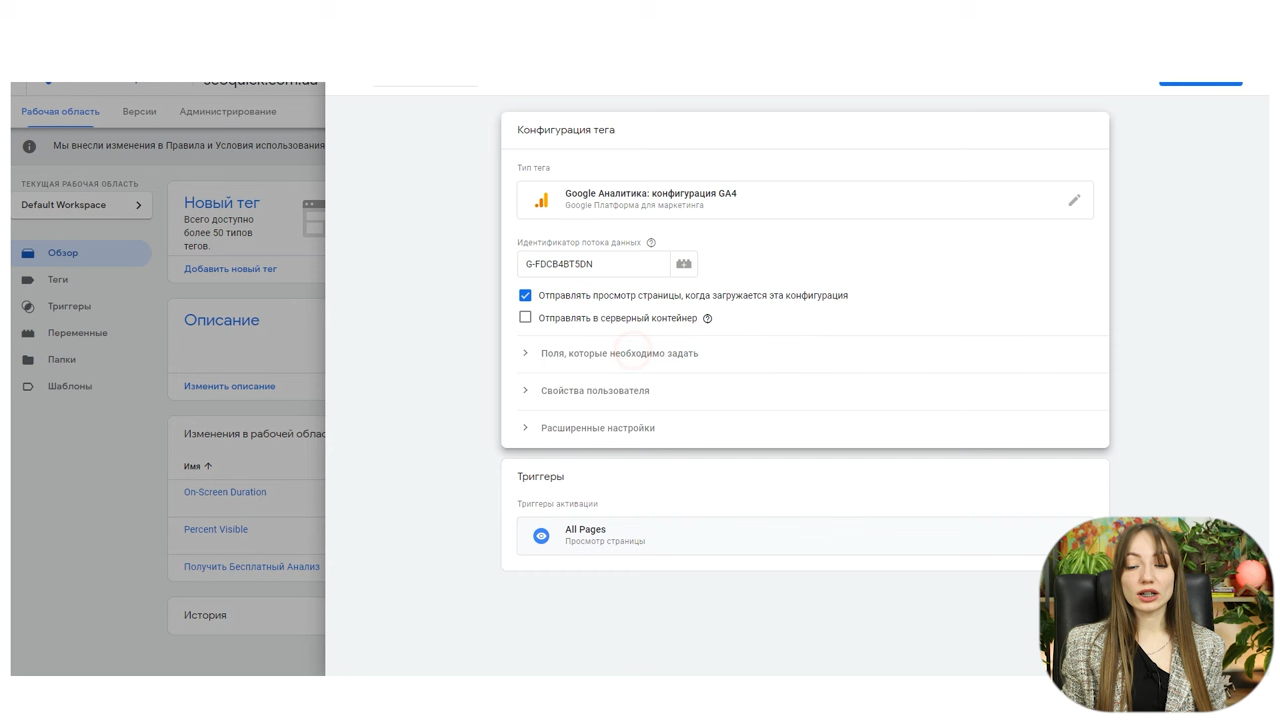 seoquick.com.ua
Рабочая область
Версии
Администрирование
Мы внесли изменения в Правила и Условия использования
ТЕКУЩАЯ РАБОЧАЯ ОБЛАСТЬ
Default Workspace
Обзор
Теги
Триггеры
Переменные
Папки
Шаблоны
Новый тег
Всего доступно
более 50 типов
тегов.
Добавить новый тег
Описание
Изменить описание
Изменения в рабочей облас
Имя
On-Screen Duration
Percent Visible
Получить Бесплатный Анализ
История
Конфигурация тега
Тип тега
Google Аналитика: конфигурация GA4
Google Платформа для маркетинга
Идентификатор потока данных
G-FDCB4BT5DN
Отправлять просмотр страницы, когда загружается эта конфигурация
Отправлять в серверный контейнер
Поля, которые необходимо задать
Свойства пользователя
Расширенные настройки
Триггеры
Триггеры активации
All Pages
Просмотр страницы